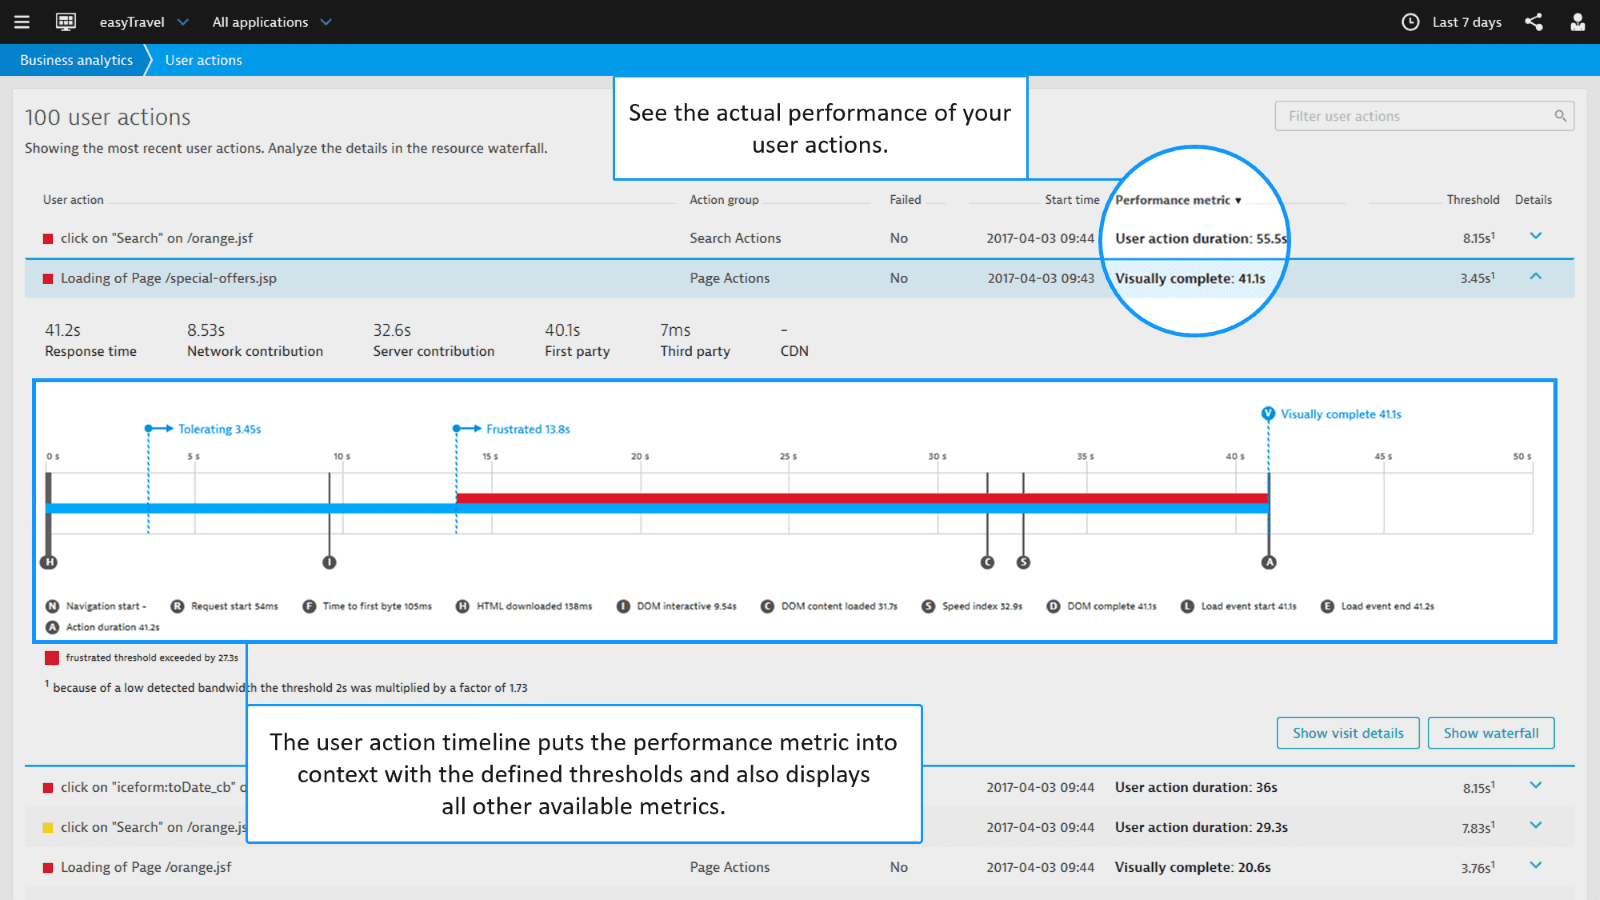 easyTravel All applications Last 7 days
Business analytics User actions
100 user actions
Showing the most recent user actions. Analyze the details in the resource waterfall.
See the actual performance of your
user actions.
Filter user actions
User action Action group Failed Start time Performance metric ▼ Threshold Details
click on "Search" on /orange.jsf Search Actions No 2017-04-03 09:44 User action duration: 55.5s 8.15s¹
Loading of Page /special-offers.jsp Page Actions No 2017-04-03 09:43 Visually complete: 41.1s 3.45s¹
41.2s 8.53s 32.6s 40.1s 7ms -
Response time Network contribution Server contribution First party Third party CDN
V Visually complete 41.1s
Tolerating 3.45s Frustrated 13.8s
0 s 5 s 10 s 15 s 20 s 25 s 30 s 35 s 40 s 45 s 50 s
H I C S A
N Navigation start - R Request start 54ms F Time to first byte 105ms H HTML downloaded 138ms I DOM interactive 9.54s C DOM content loaded 31.7s S Speed index 32.9s D DOM complete 41.1s L Load event start 41.1s E Load event end 41.2s
A Action duration 41.2s
frustrated threshold exceeded by 27.3s
¹ because of a low detected bandwidth the threshold 2s was multiplied by a factor of 1.73
The user action timeline puts the performance metric into
context with the defined thresholds and also displays
all other available metrics.
Show visit details Show waterfall
click on "iceform:toDate_cb" 2017-04-03 09:44 User action duration: 36s 8.15s¹
click on "Search" on /orange.js 2017-04-03 09:44 User action duration: 29.3s 7.83s¹
Loading of Page /orange.jsf Page Actions No 2017-04-03 09:44 Visually complete: 20.6s 3.76s¹